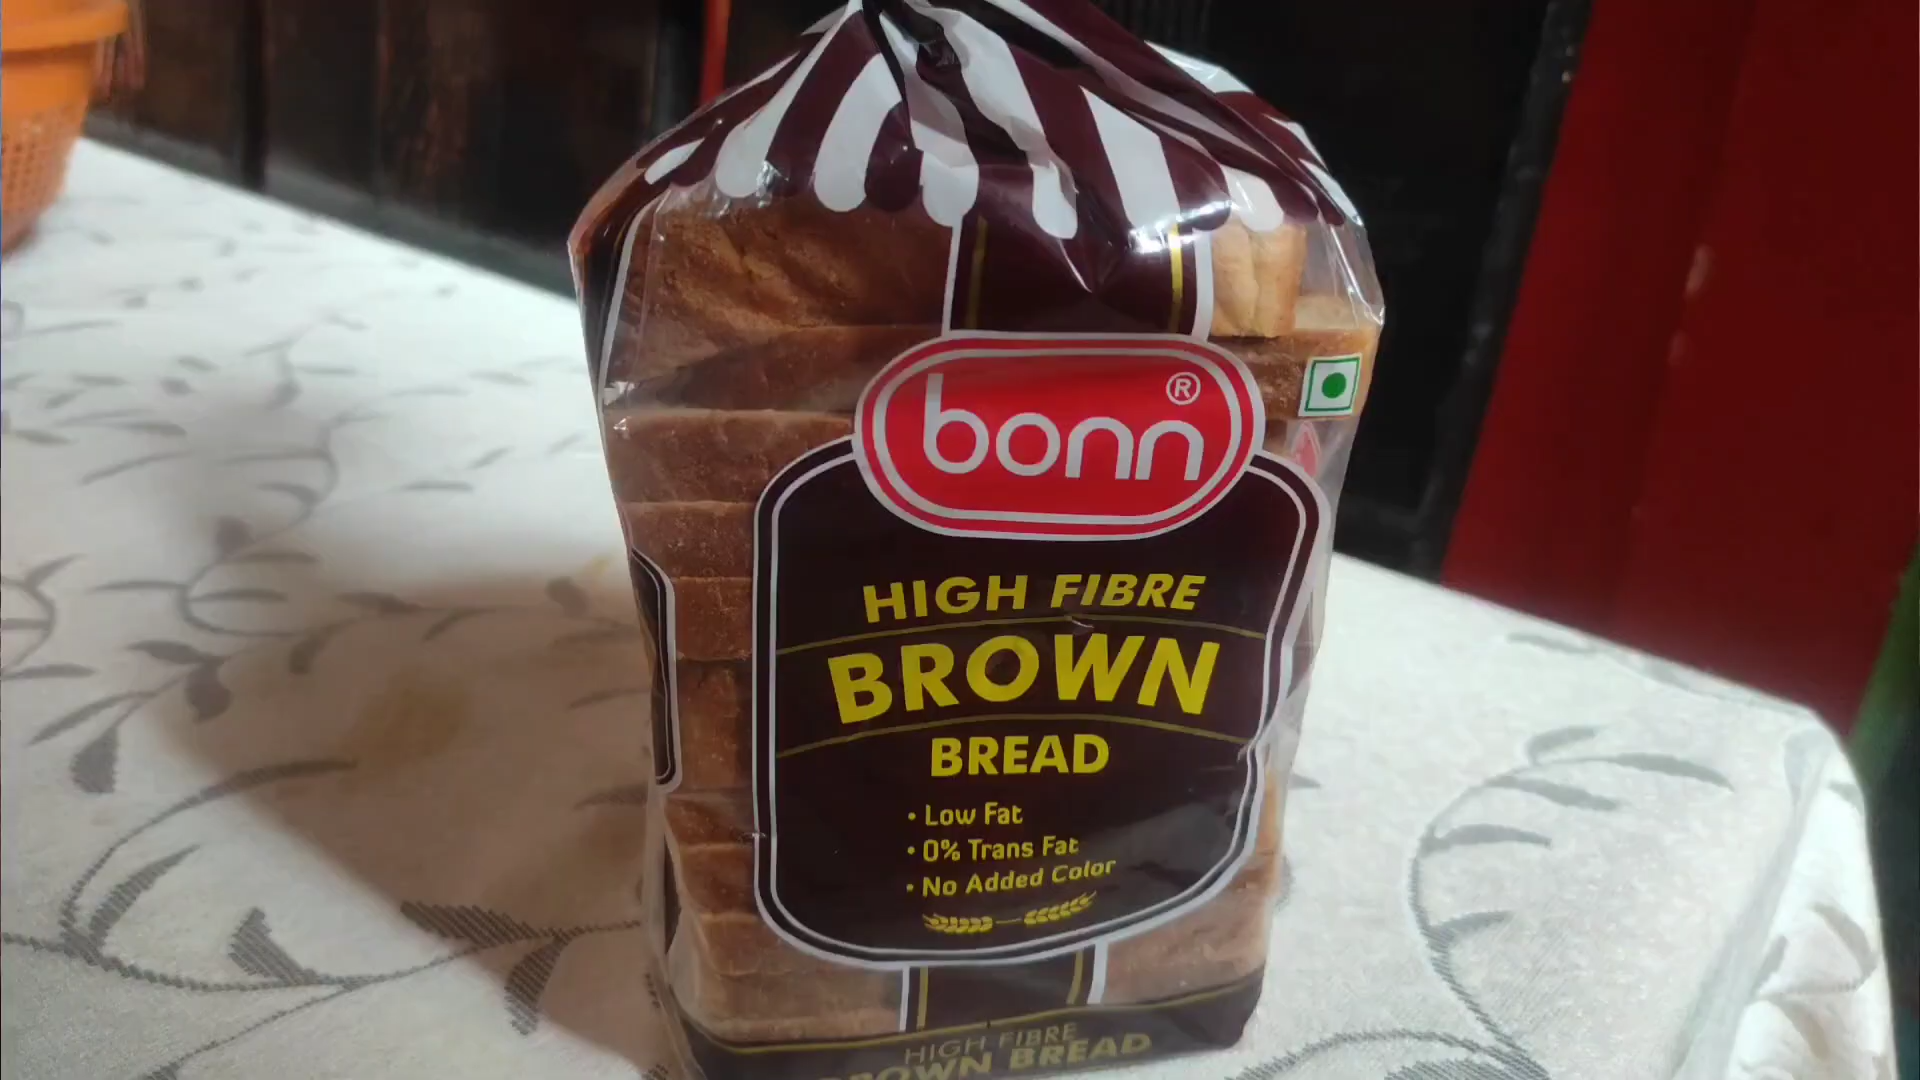 bonn®
HIGH FIBRE
BROWN
BREAD
• Low Fat
• 0% Trans Fat
• No Added Color
HIGH FIBRE
BROWN BREAD